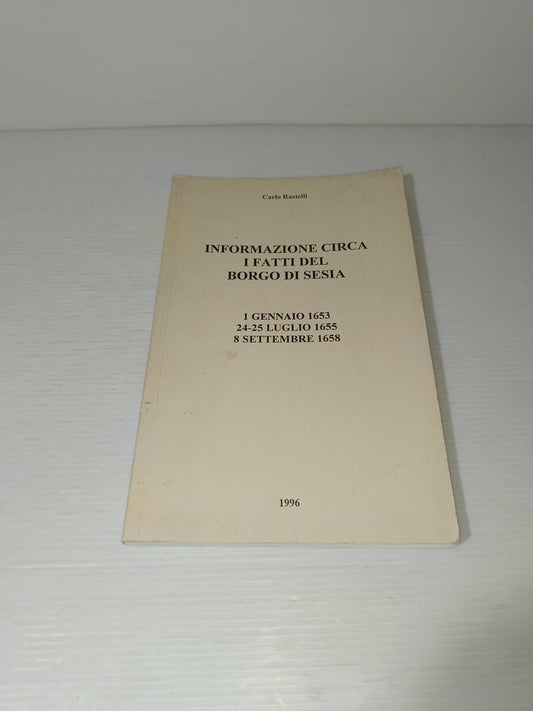 Carlo Rastelli
INFORMAZIONE CIRCA
I FATTI DEL
BORGO DI SESIA
1 GENNAIO 1653
24-25 LUGLIO 1655
8 SETTEMBRE 1658
1996